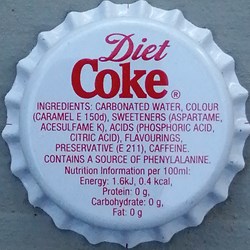 Diet
Coke®
INGREDIENTS: CARBONATED WATER, COLOUR
(CARAMEL E 150d), SWEETENERS (ASPARTAME,
ACESULFAME K), ACIDS (PHOSPHORIC ACID,
CITRIC ACID), FLAVOURINGS,
PRESERVATIVE (E 211), CAFFEINE.
CONTAINS A SOURCE OF PHENYLALANINE.
Nutrition Information per 100ml:
Energy: 1.6kJ, 0.4 kcal,
Protein: 0 g,
Carbohydrate: 0 g,
Fat: 0 g